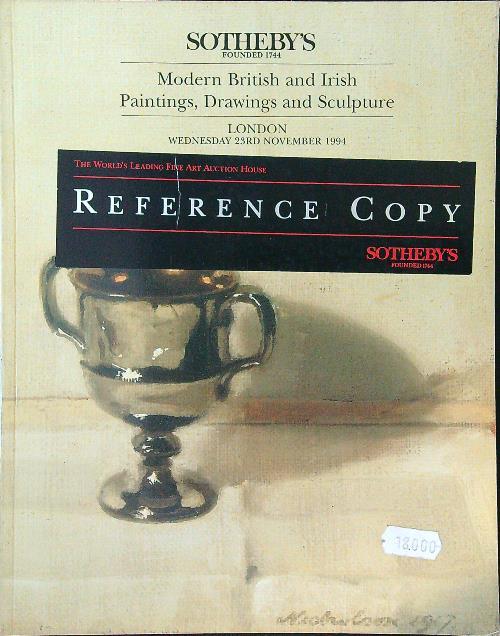 SOTHEBY'S
FOUNDED 1744
Modern British and Irish
Paintings, Drawings and Sculpture
LONDON
WEDNESDAY 23RD NOVEMBER 1994
THE WORLD'S LEADING FINE ART AUCTION HOUSE
REFERENCE COPY
SOTHEBY'S
FOUNDED 1744
18.000
Nicholson 1917